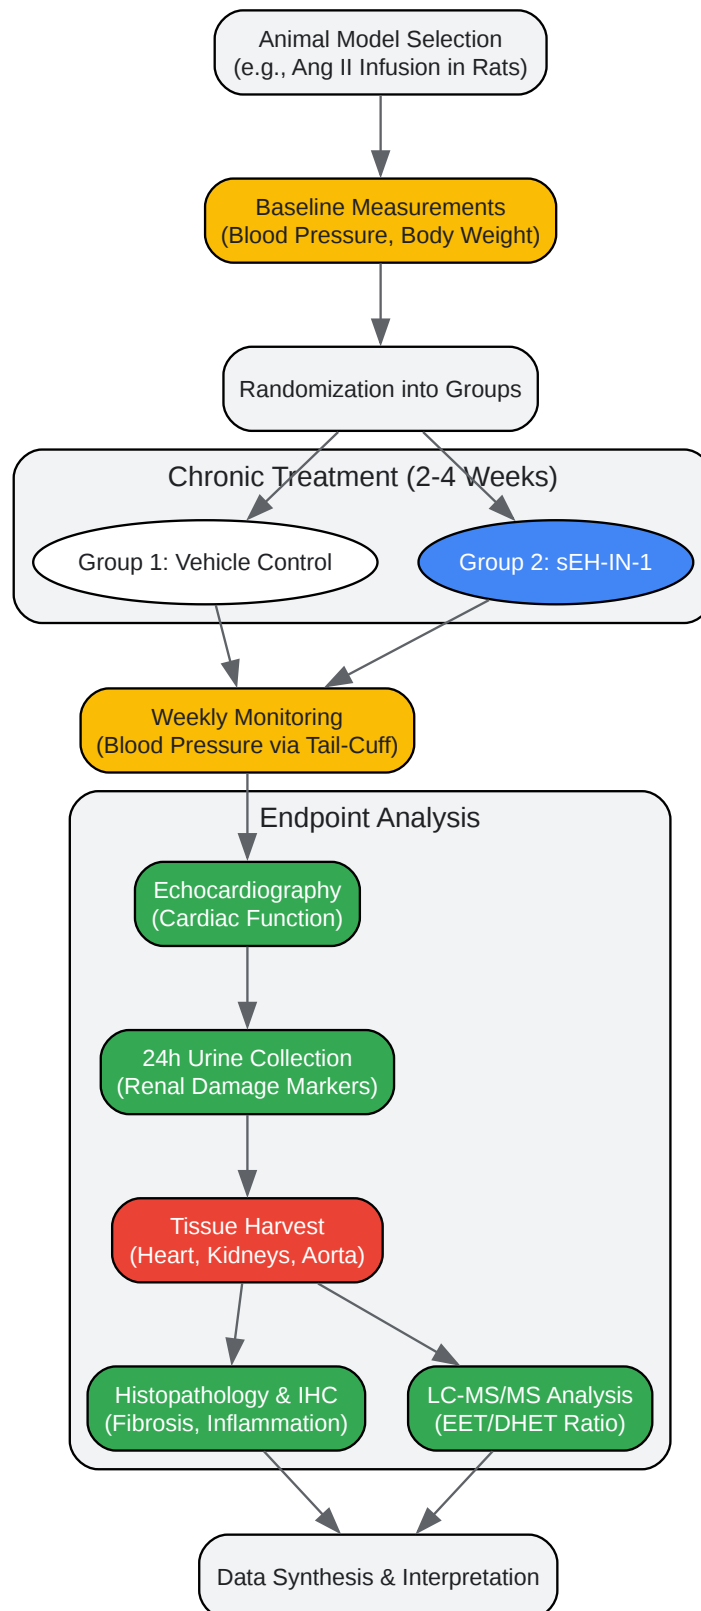 Animal Model Selection
(e.g., Ang II Infusion in Rats)
Baseline Measurements
(Blood Pressure, Body Weight)
Randomization into Groups
Chronic Treatment (2-4 Weeks)
Group 1: Vehicle Control
Group 2: sEH-IN-1
Weekly Monitoring
(Blood Pressure via Tail-Cuff)
Endpoint Analysis
Echocardiography
(Cardiac Function)
24h Urine Collection
(Renal Damage Markers)
Tissue Harvest
(Heart, Kidneys, Aorta)
Histopathology & IHC
(Fibrosis, Inflammation)
LC-MS/MS Analysis
(EET/DHET Ratio)
Data Synthesis & Interpretation